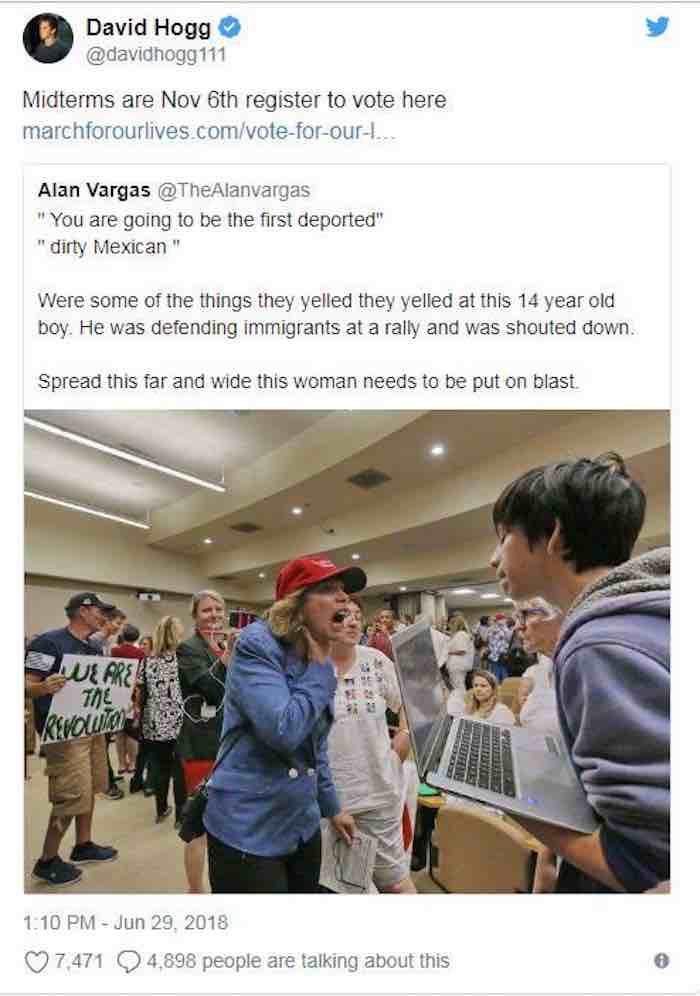 David Hogg
@davidhogg111
Midterms are Nov 6th register to vote here
marchforourlives.com/vote-for-our-l...
Alan Vargas @TheAlanvargas
" You are going to be the first deported"
" dirty Mexican "
Were some of the things they yelled they yelled at this 14 year old
boy. He was defending immigrants at a rally and was shouted down.
Spread this far and wide this woman needs to be put on blast.
WE ARE
THE
REVOLUTION
1:10 PM - Jun 29, 2018
7,471 4,898 people are talking about this